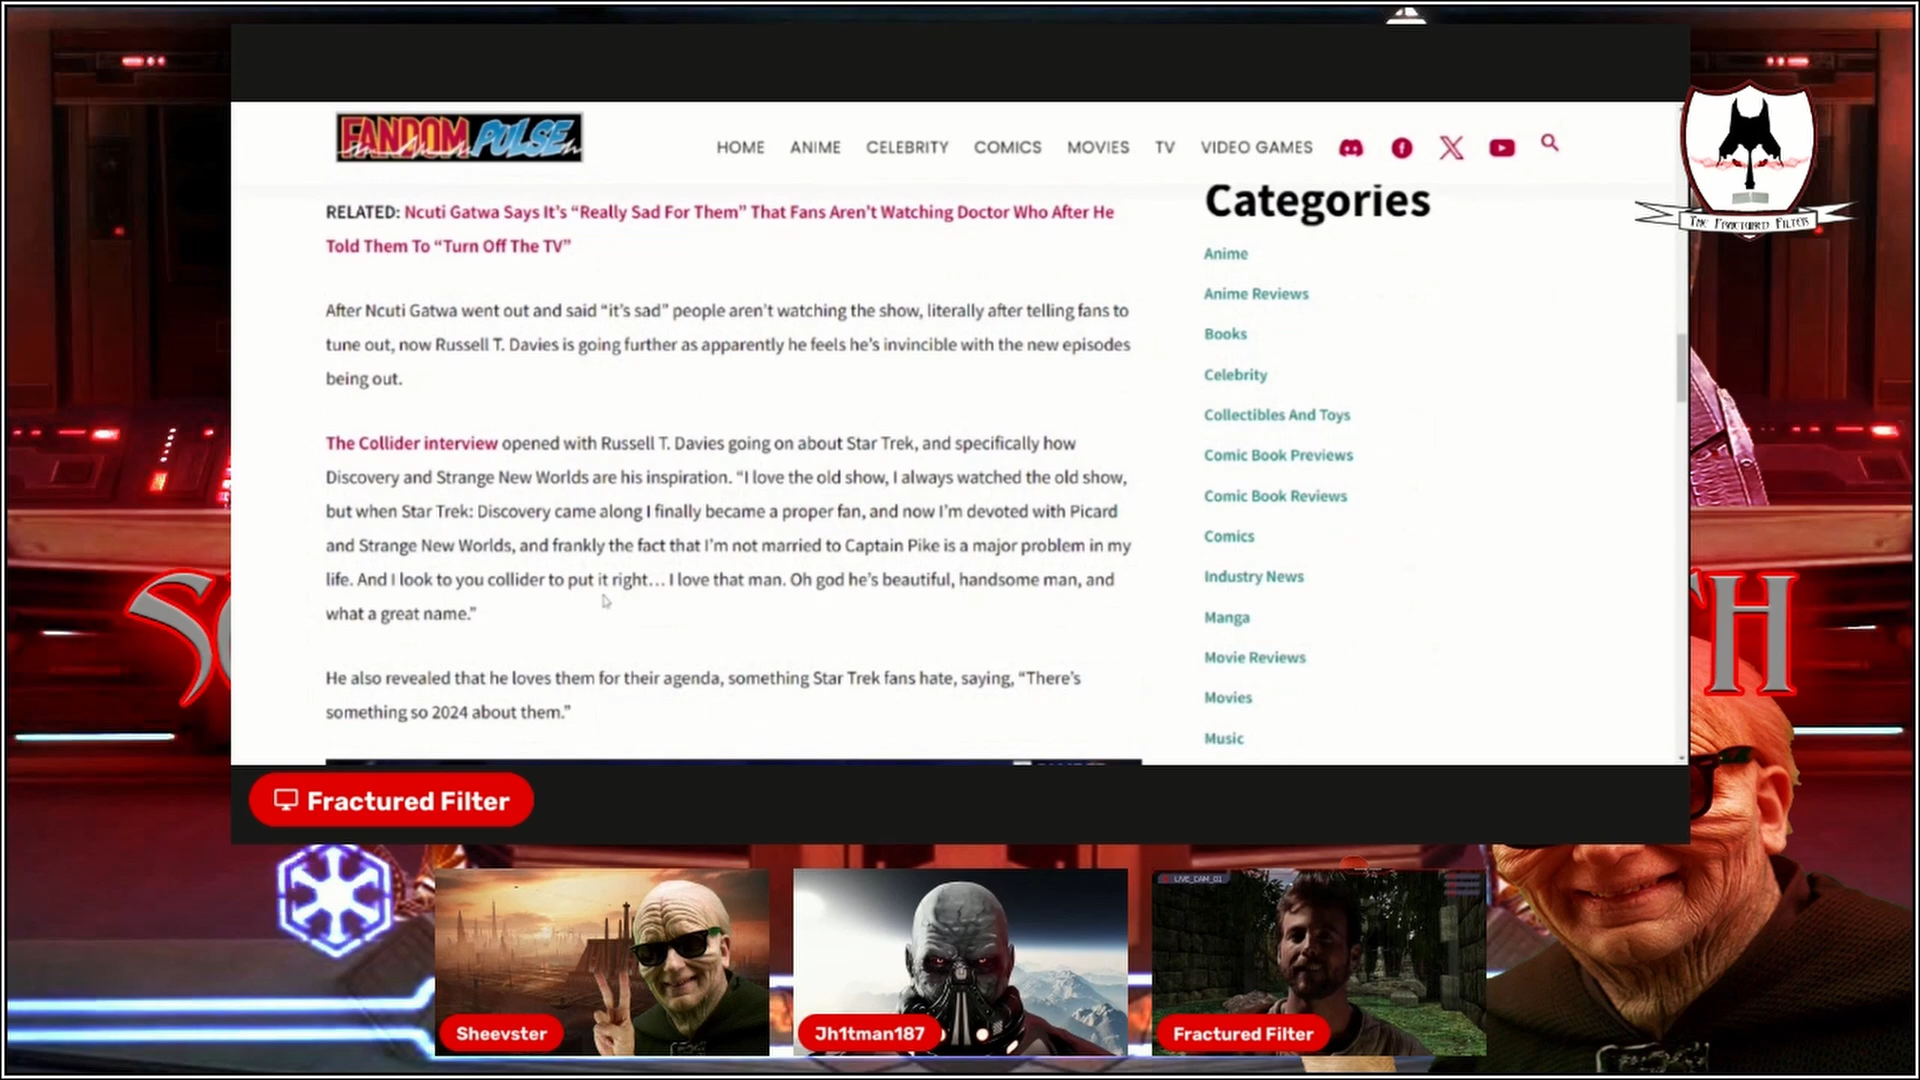 FANDOM PULSE
HOME ANIME CELEBRITY COMICS MOVIES TV VIDEO GAMES
THE FRACTURED FILTER
RELATED: Ncuti Gatwa Says It’s “Really Sad For Them” That Fans Aren’t Watching Doctor Who After He
Told Them To “Turn Off The TV”
After Ncuti Gatwa went out and said “it’s sad” people aren’t watching the show, literally after telling fans to
tune out, now Russell T. Davies is going further as apparently he feels he’s invincible with the new episodes
being out.
The Collider interview opened with Russell T. Davies going on about Star Trek, and specifically how
Discovery and Strange New Worlds are his inspiration. “I love the old show, I always watched the old show,
but when Star Trek: Discovery came along I finally became a proper fan, and now I’m devoted with Picard
and Strange New Worlds, and frankly the fact that I’m not married to Captain Pike is a major problem in my
life. And I look to you collider to put it right… I love that man. Oh god he’s beautiful, handsome man, and
what a great name.”
He also revealed that he loves them for their agenda, something Star Trek fans hate, saying, “There’s
something so 2024 about them.”
Categories
Anime
Anime Reviews
Books
Celebrity
Collectibles And Toys
Comic Book Previews
Comic Book Reviews
Comics
Industry News
Manga
Movie Reviews
Movies
Music
Fractured Filter
LIVE_CAM_01
Sheevster
Jh1tman187
Fractured Filter